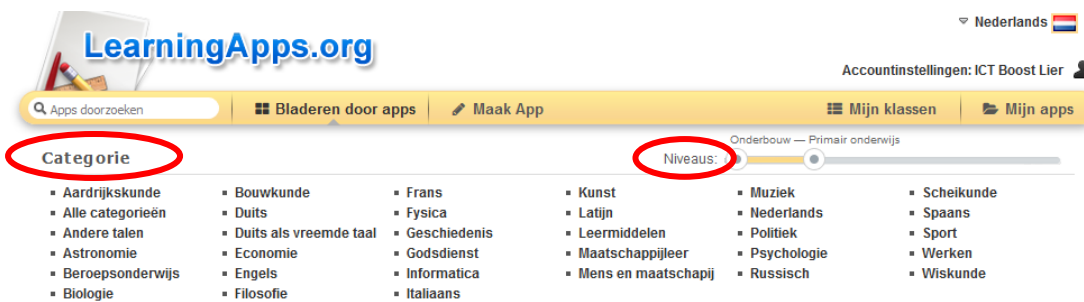 Nederlands
LearningApps.org
Accountinstellingen: ICT Boost Lier
Apps doorzoeken Bladeren door apps Maak App Mijn klassen Mijn apps
Onderbouw — Primair onderwijs
Categorie Niveaus:
Aardrijkskunde Bouwkunde Frans Kunst Muziek Scheikunde
Alle categorieën Duits Fysica Latijn Nederlands Spaans
Andere talen Duits als vreemde taal Geschiedenis Leermiddelen Politiek Sport
Astronomie Economie Godsdienst Maatschappijleer Psychologie Werken
Beroepsonderwijs Engels Informatica Mens en maatschapij Russisch Wiskunde
Biologie Filosofie Italiaans